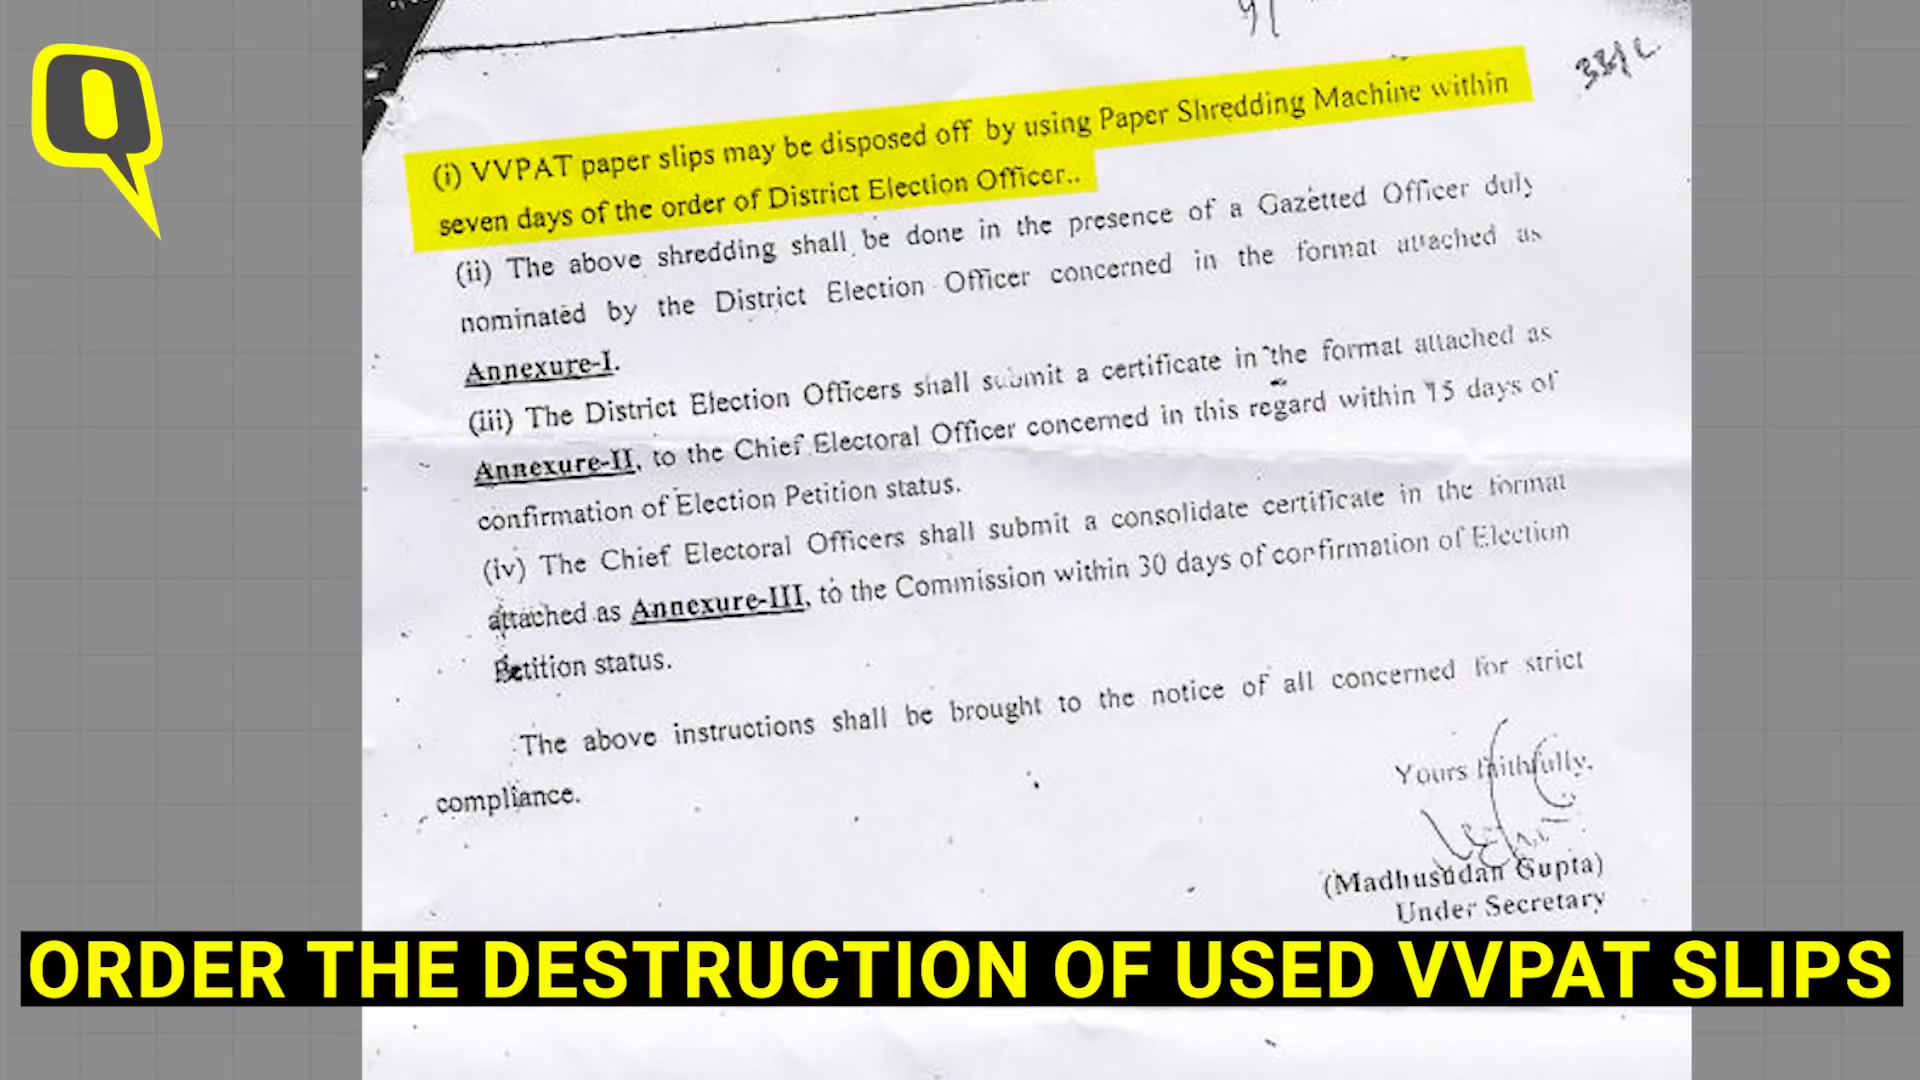 Q
33/L
(i) VVPAT paper slips may be disposed off by using Paper Shredding Machine within
seven days of the order of District Election Officer..
(ii) The above shredding shall be done in the presence of a Gazetted Officer duly
nominated by the District Election Officer concerned in the format attached as
Annexure-I.
(iii) The District Election Officers shall submit a certificate in the format attached as
Annexure-II, to the Chief Electoral Officer concerned in this regard within 15 days of
confirmation of Election Petition status.
(iv) The Chief Electoral Officers shall submit a consolidate certificate in the format
attached as Annexure-III, to the Commission within 30 days of confirmation of Election
Petition status.
The above instructions shall be brought to the notice of all concerned for strict
compliance.
Yours faithfully,
(Madhusudan Gupta)
Under Secretary
ORDER THE DESTRUCTION OF USED VVPAT SLIPS